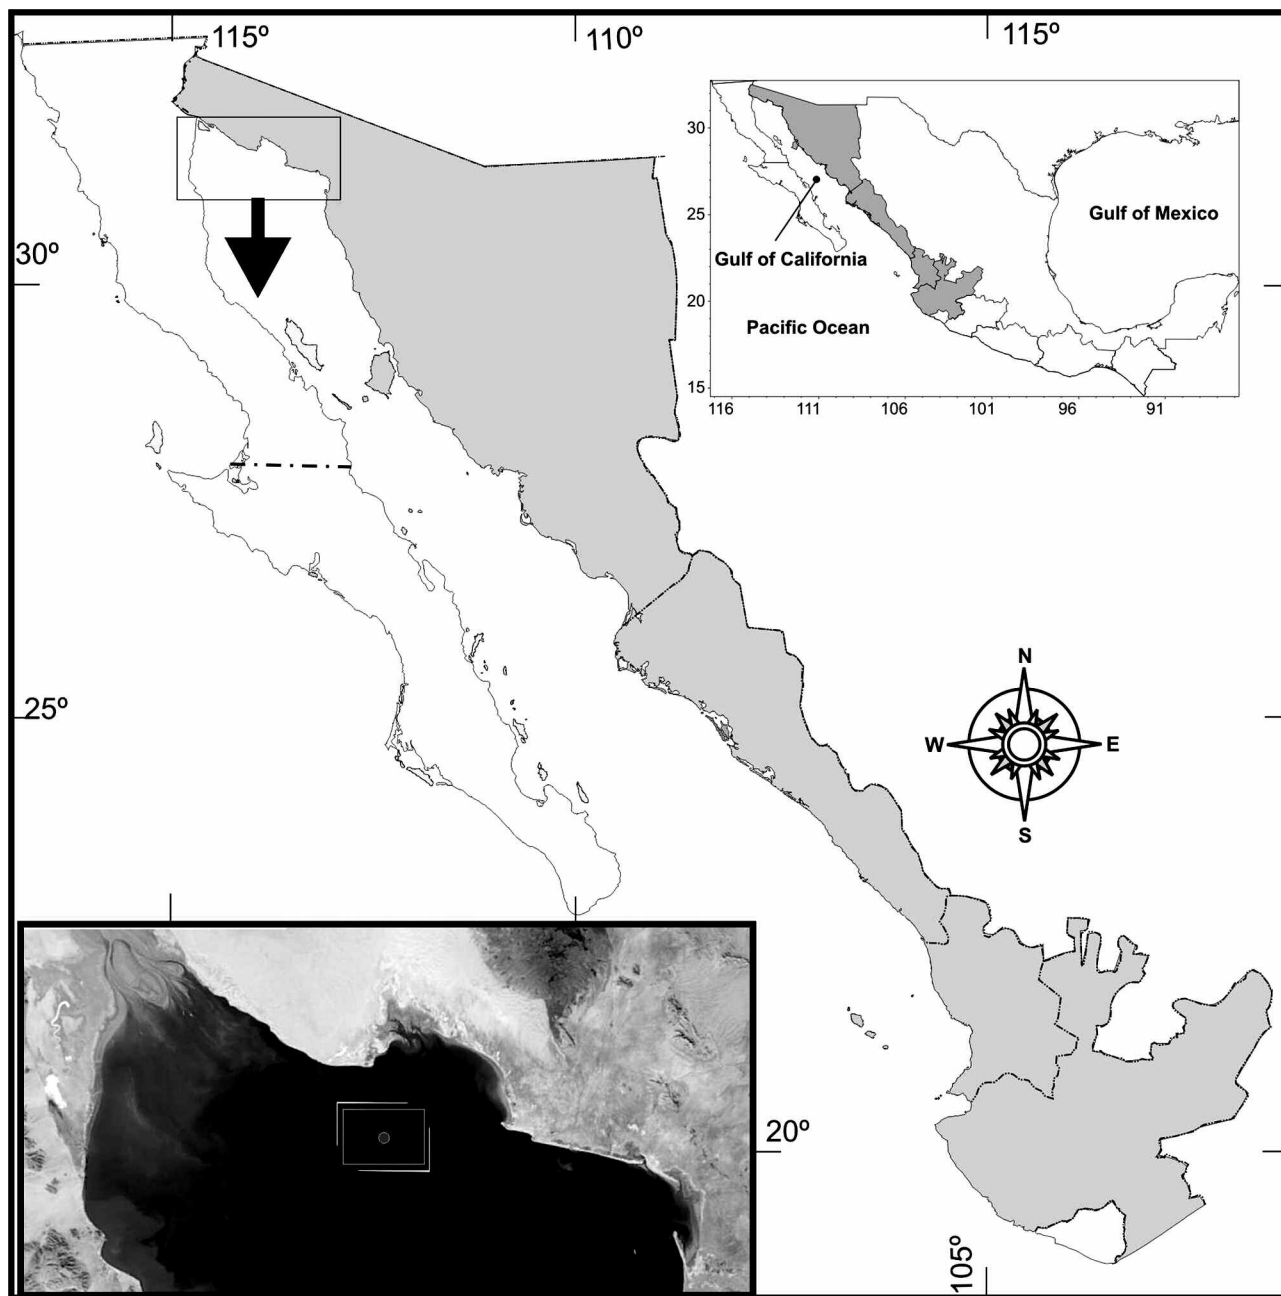 115º
110º
115º
30
25
20
15
116
111
106
101
96
91
Gulf of Mexico
Gulf of California
Pacific Ocean
30º
25º
N
W
E
S
20º
105º